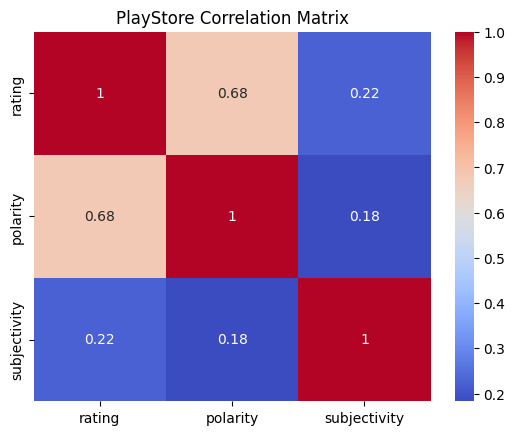 PlayStore Correlation Matrix
rating
1
0.68
0.22
polarity
0.68
1
0.18
subjectivity
0.22
0.18
1
rating
polarity
subjectivity
1.0
0.9
0.8
0.7
0.6
0.5
0.4
0.3
0.2